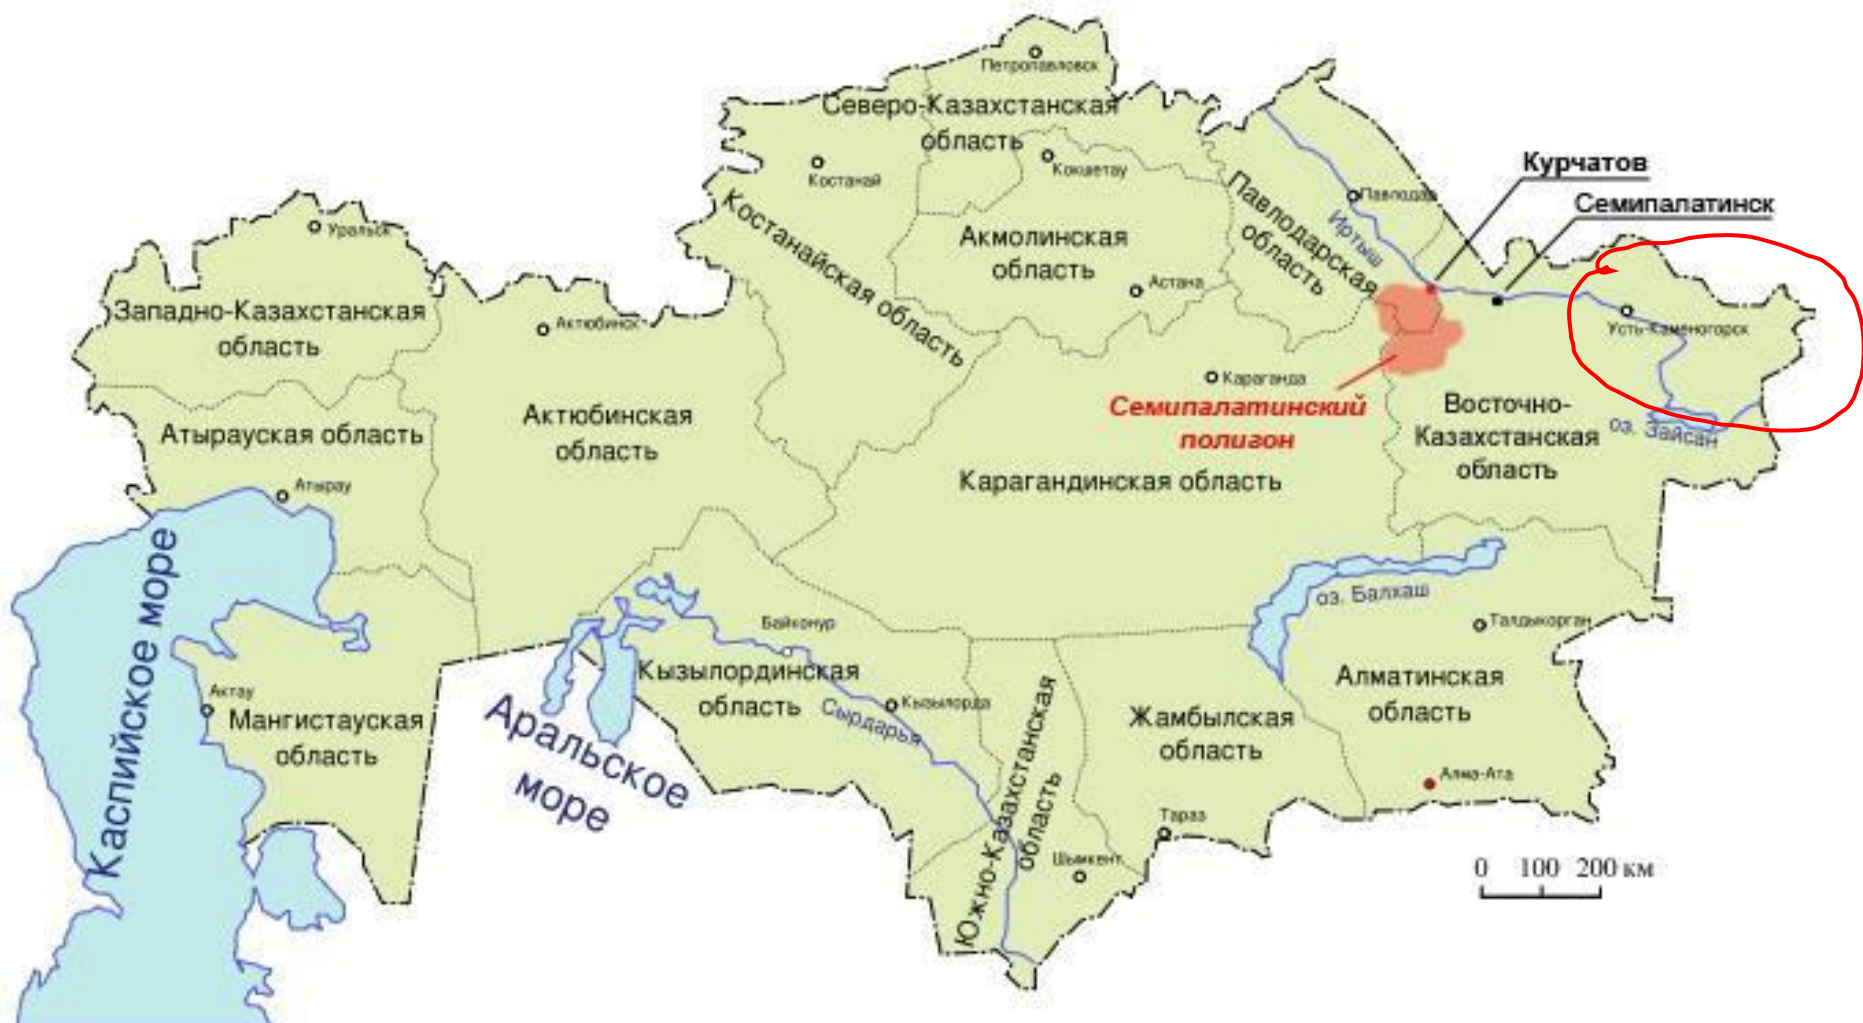 Петропавловск
Северо-Казахстанская
область
Костанай
Кокшетау
Курчатов
Семипалатинск
Павлодар
Павлодарская
область
Иртыш
Костанайская область
Акмолинская
область
Астана
Уральск
Западно-Казахстанская
область
Актюбинск
Усть-Каменогорск
Караганда
Семипалатинский
полигон
Восточно-
Казахстанская
область
оз. Зайсан
Атырауская область
Актюбинская
область
Карагандинская область
Атырау
Каспийское море
оз. Балхаш
Талдыкорган
Байконур
Кызылординская
область
Кызылорда
Сырдарья
Актау
Мангистауская
область
Аральское
море
Южно-Казахстанская
область
Жамбылская
область
Алматинская
область
Алма-Ата
Тараз
Шымкент
0 100 200 км